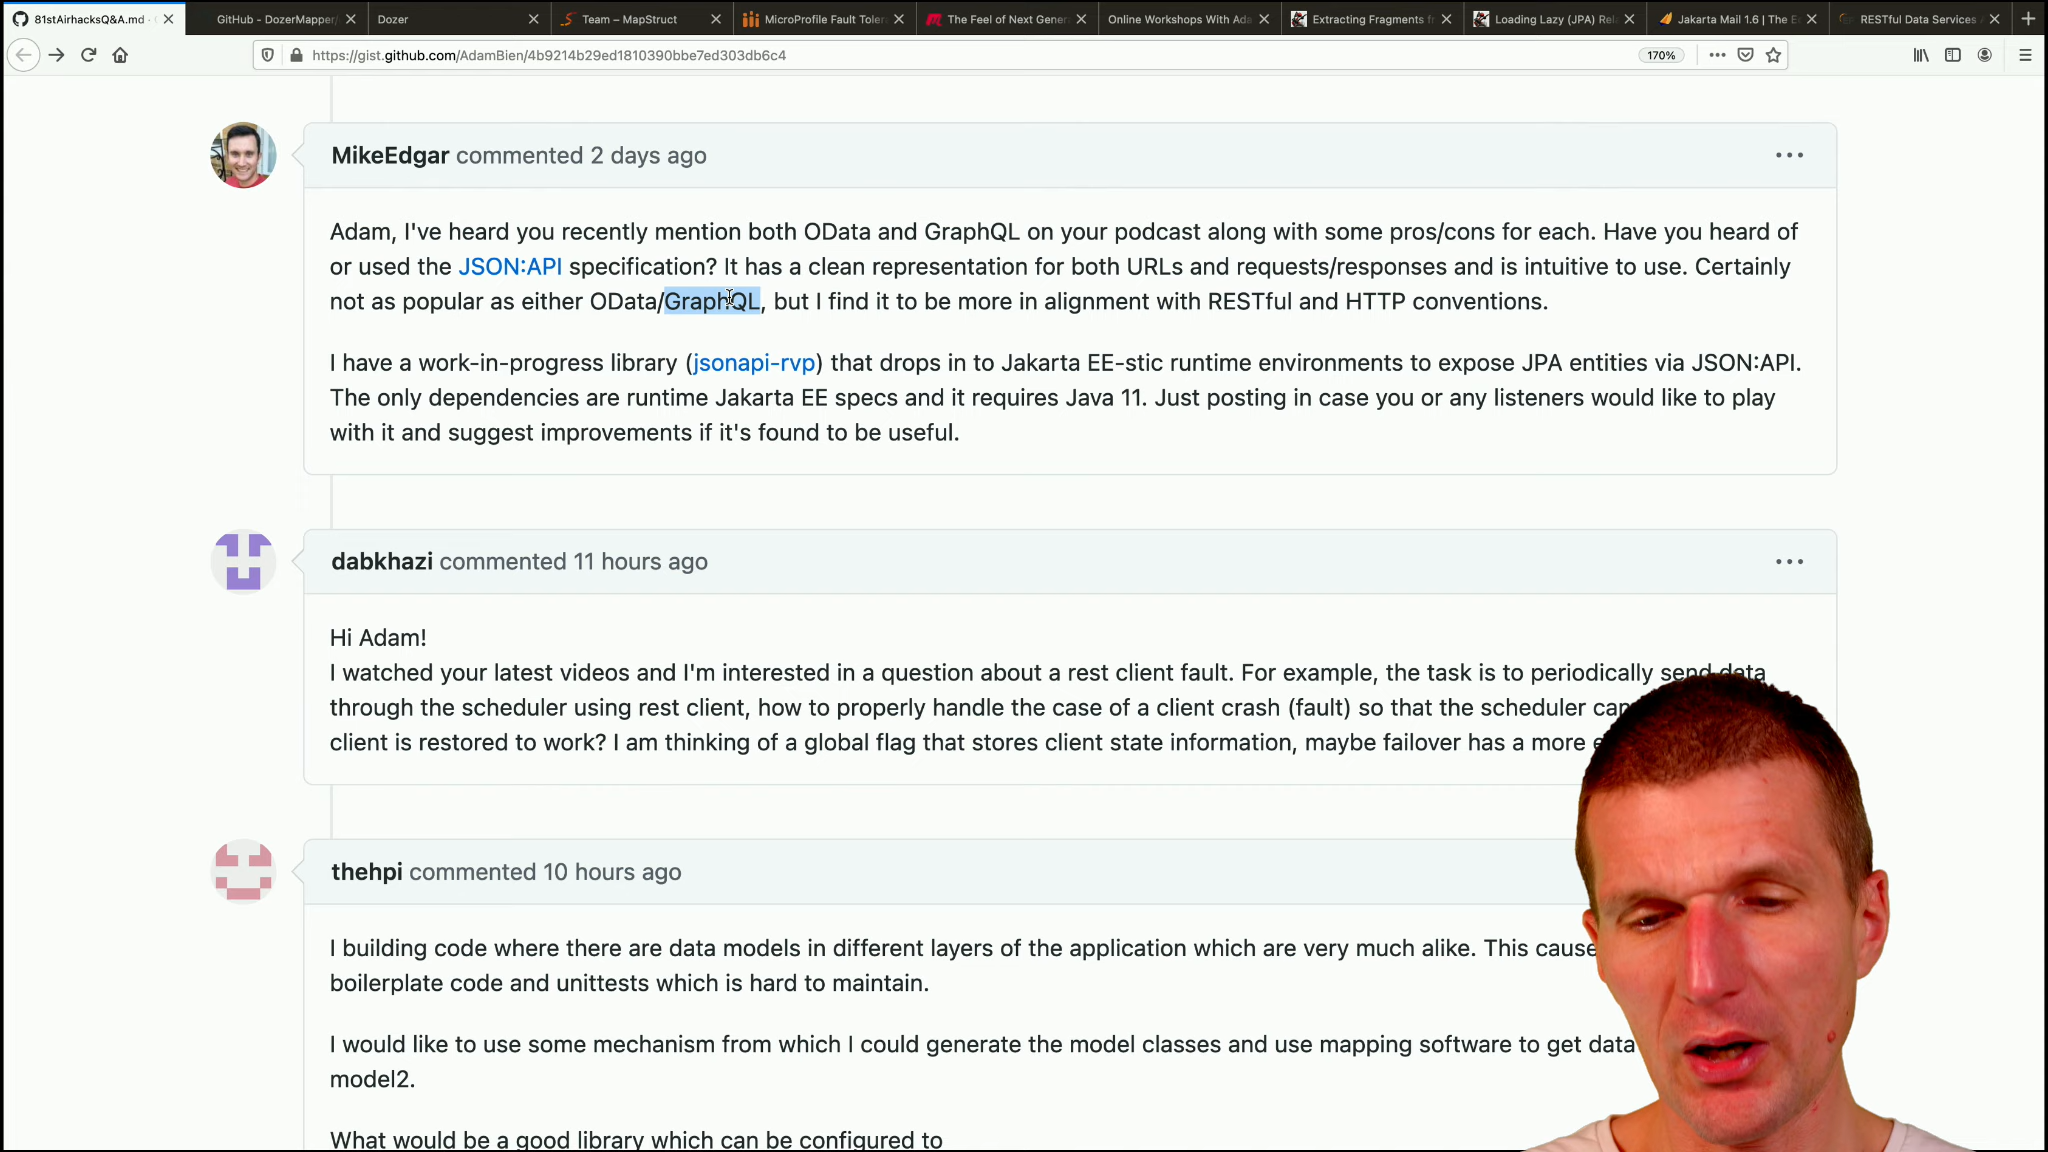 81stAirhacksQ&A.md ·
GitHub - DozerMapper/
Dozer
Team – MapStruct
MicroProfile Fault Toler
The Feel of Next Gener
Online Workshops With Ada
Extracting Fragments f
Loading Lazy (JPA) Rel
Jakarta Mail 1.6 | The E
RESTful Data Services
https://gist.github.com/AdamBien/4b9214b29ed1810390bbe7ed303db6c4
170%
MikeEdgar commented 2 days ago
Adam, I've heard you recently mention both OData and GraphQL on your podcast along with some pros/cons for each. Have you heard of
or used the JSON:API specification? It has a clean representation for both URLs and requests/responses and is intuitive to use. Certainly
not as popular as either OData/GraphQL, but I find it to be more in alignment with RESTful and HTTP conventions.
I have a work-in-progress library (jsonapi-rvp) that drops in to Jakarta EE-stic runtime environments to expose JPA entities via JSON:API.
The only dependencies are runtime Jakarta EE specs and it requires Java 11. Just posting in case you or any listeners would like to play
with it and suggest improvements if it's found to be useful.
dabkhazi commented 11 hours ago
Hi Adam!
I watched your latest videos and I'm interested in a question about a rest client fault. For example, the task is to periodically send data
through the scheduler using rest client, how to properly handle the case of a client crash (fault) so that the scheduler can
client is restored to work? I am thinking of a global flag that stores client state information, maybe failover has a more e
thehpi commented 10 hours ago
I building code where there are data models in different layers of the application which are very much alike. This cause
boilerplate code and unittests which is hard to maintain.
I would like to use some mechanism from which I could generate the model classes and use mapping software to get data
model2.
What would be a good library which can be configured to